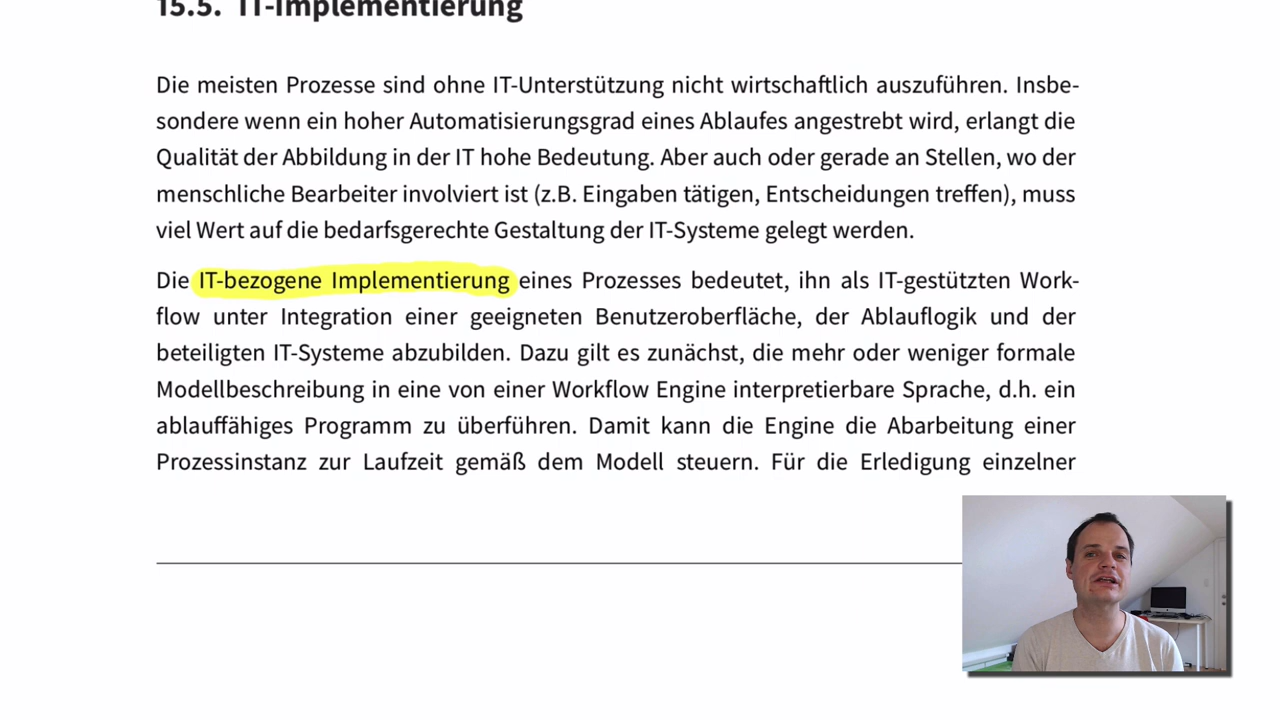 15.5. IT-Implementierung
Die meisten Prozesse sind ohne IT-Unterstützung nicht wirtschaftlich auszuführen. Insbe-
sondere wenn ein hoher Automatisierungsgrad eines Ablaufes angestrebt wird, erlangt die
Qualität der Abbildung in der IT hohe Bedeutung. Aber auch oder gerade an Stellen, wo der
menschliche Bearbeiter involviert ist (z.B. Eingaben tätigen, Entscheidungen treffen), muss
viel Wert auf die bedarfsgerechte Gestaltung der IT-Systeme gelegt werden.
Die IT-bezogene Implementierung eines Prozesses bedeutet, ihn als IT-gestützten Work-
flow unter Integration einer geeigneten Benutzeroberfläche, der Ablauflogik und der
beteiligten IT-Systeme abzubilden. Dazu gilt es zunächst, die mehr oder weniger formale
Modellbeschreibung in eine von einer Workflow Engine interpretierbare Sprache, d.h. ein
ablauffähiges Programm zu überführen. Damit kann die Engine die Abarbeitung einer
Prozessinstanz zur Laufzeit gemäß dem Modell steuern. Für die Erledigung einzelner